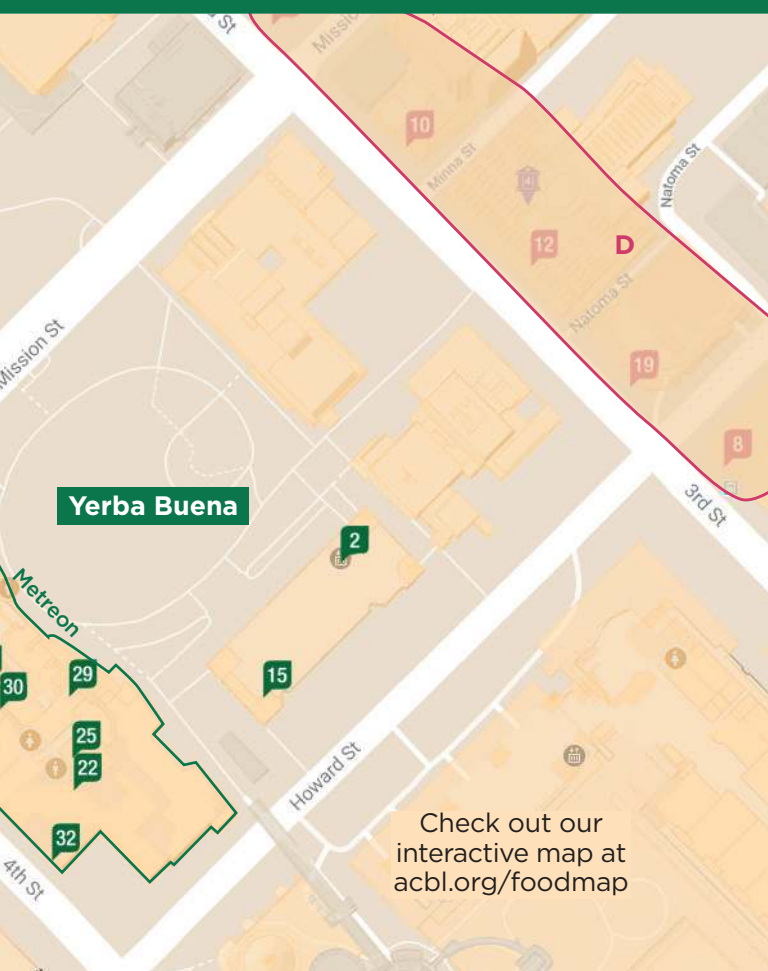 St
Mission
10
Minna St
Natoma St
12
D
Natoma St
Mission St
19
8
3rd St
Yerba Buena
2
Metreon
15
29
30
25
22
Howard St
32
4th St
Check out our
interactive map at
acbl.org/foodmap